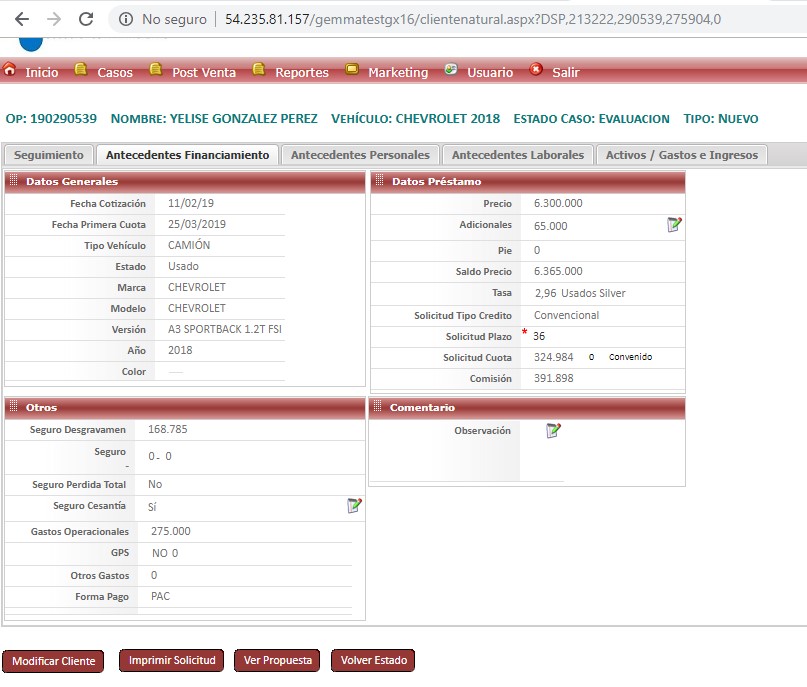 No seguro | 54.235.81.157/gemmatestgx16/clientenatural.aspx?DSP,213222,290539,275904,0
Inicio Casos Post Venta Reportes Marketing Usuario Salir
OP: 190290539 NOMBRE: YELISE GONZALEZ PEREZ VEHÍCULO: CHEVROLET 2018 ESTADO CASO: EVALUACION TIPO: NUEVO
Seguimiento Antecedentes Financiamiento Antecedentes Personales Antecedentes Laborales Activos / Gastos e Ingresos
Datos Generales
Fecha Cotización 11/02/19
Fecha Primera Cuota 25/03/2019
Tipo Vehículo CAMIÓN
Estado Usado
Marca CHEVROLET
Modelo CHEVROLET
Versión A3 SPORTBACK 1.2T FSI
Año 2018
Color
Datos Préstamo
Precio 6.300.000
Adicionales 65.000
Pie 0
Saldo Precio 6.365.000
Tasa 2,96 Usados Silver
Solicitud Tipo Credito Convencional
Solicitud Plazo * 36
Solicitud Cuota 324.984 0 Convenido
Comisión 391.898
Otros
Seguro Desgravamen 168.785
Seguro 0 - 0
-
Seguro Perdida Total No
Seguro Cesantía Sí
Gastos Operacionales 275.000
GPS NO 0
Otros Gastos 0
Forma Pago PAC
Comentario
Observación
Modificar Cliente Imprimir Solicitud Ver Propuesta Volver Estado